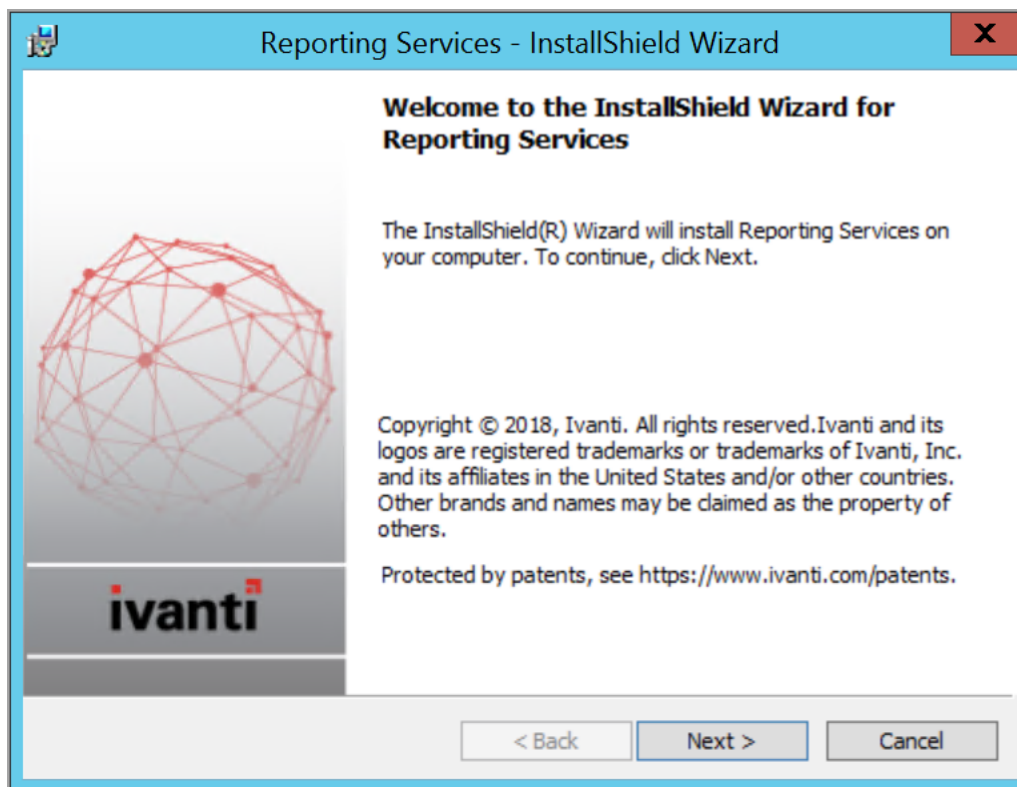 Reporting Services - InstallShield Wizard
X
Welcome to the InstallShield Wizard for
Reporting Services
The InstallShield(R) Wizard will install Reporting Services on
your computer. To continue, click Next.
Copyright © 2018, Ivanti. All rights reserved.Ivanti and its
logos are registered trademarks or trademarks of Ivanti, Inc.
and its affiliates in the United States and/or other countries.
Other brands and names may be claimed as the property of
others.
Protected by patents, see https://www.ivanti.com/patents.
ivanti
< Back
Next >
Cancel